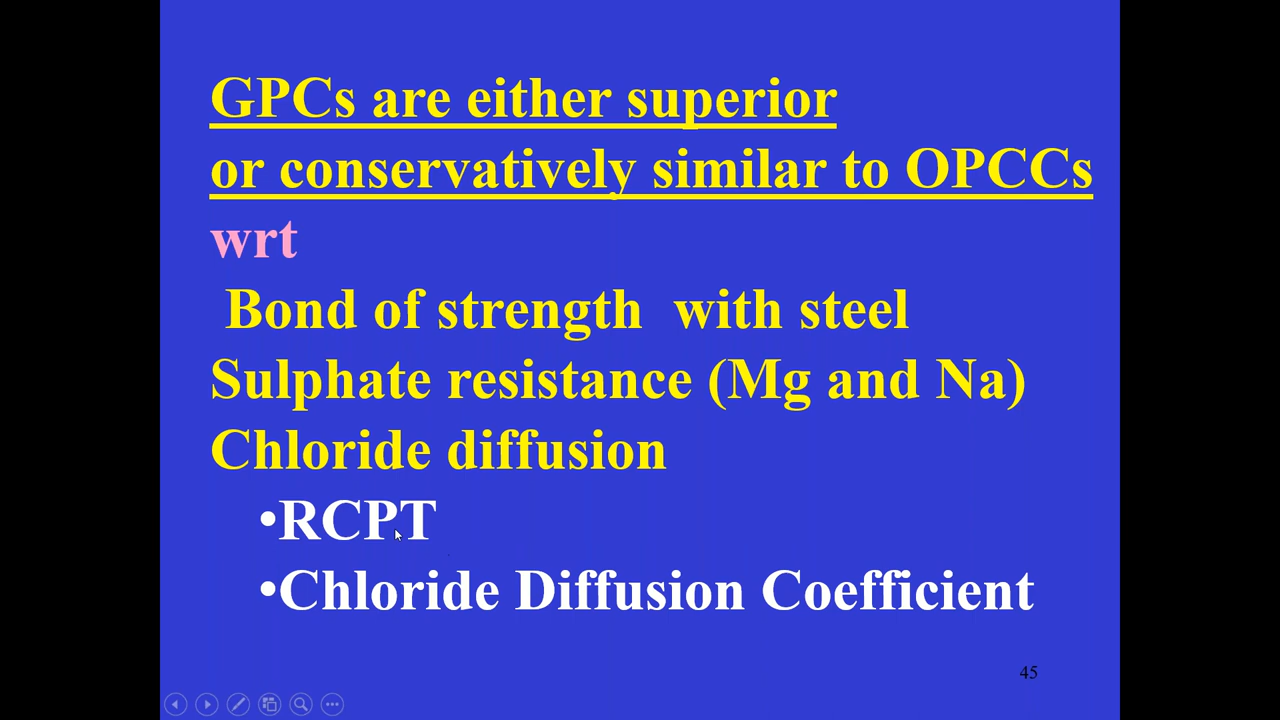 GPCs are either superior
or conservatively similar to OPCCs
wrt
Bond of strength with steel
Sulphate resistance (Mg and Na)
Chloride diffusion
•RCPT
•Chloride Diffusion Coefficient
45